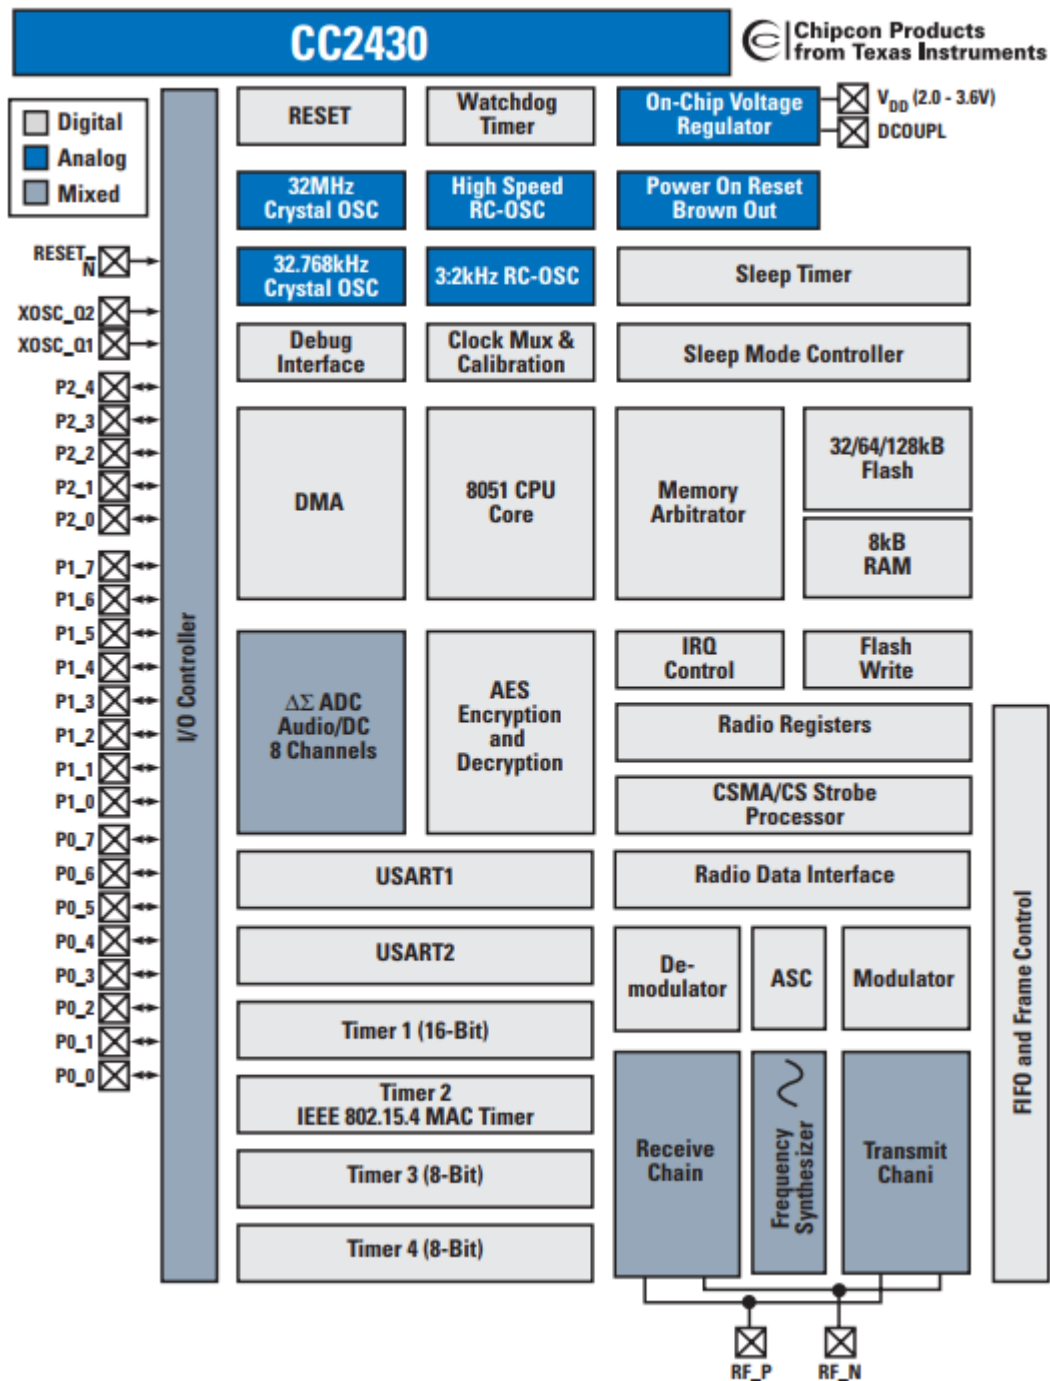 CC2430
Chipcon Products
from Texas Instruments
Digital
Analog
Mixed
RESET_
N
XOSC_Q2
XOSC_Q1
P2_4
P2_3
P2_2
P2_1
P2_0
P1_7
P1_6
P1_5
P1_4
P1_3
P1_2
P1_1
P1_0
P0_7
P0_6
P0_5
P0_4
P0_3
P0_2
P0_1
P0_0
I/O Controller
RESET
Watchdog
Timer
On-Chip Voltage
Regulator
VDD (2.0 - 3.6V)
DCOUPL
32MHz
Crystal OSC
High Speed
RC-OSC
Power On Reset
Brown Out
32.768kHz
Crystal OSC
3:2kHz RC-OSC
Sleep Timer
Debug
Interface
Clock Mux &
Calibration
Sleep Mode Controller
DMA
8051 CPU
Core
Memory
Arbitrator
32/64/128kB
Flash
8kB
RAM
ΔΣ ADC
Audio/DC
8 Channels
AES
Encryption
and
Decryption
IRQ
Control
Flash
Write
Radio Registers
CSMA/CS Strobe
Processor
USART1
Radio Data Interface
USART2
De-
modulator
ASC
Modulator
Timer 1 (16-Bit)
Timer 2
IEEE 802.15.4 MAC Timer
Timer 3 (8-Bit)
Timer 4 (8-Bit)
Receive
Chain
Frequency
Synthesizer
Transmit
Chani
FIFO and Frame Control
RF_P
RF_N